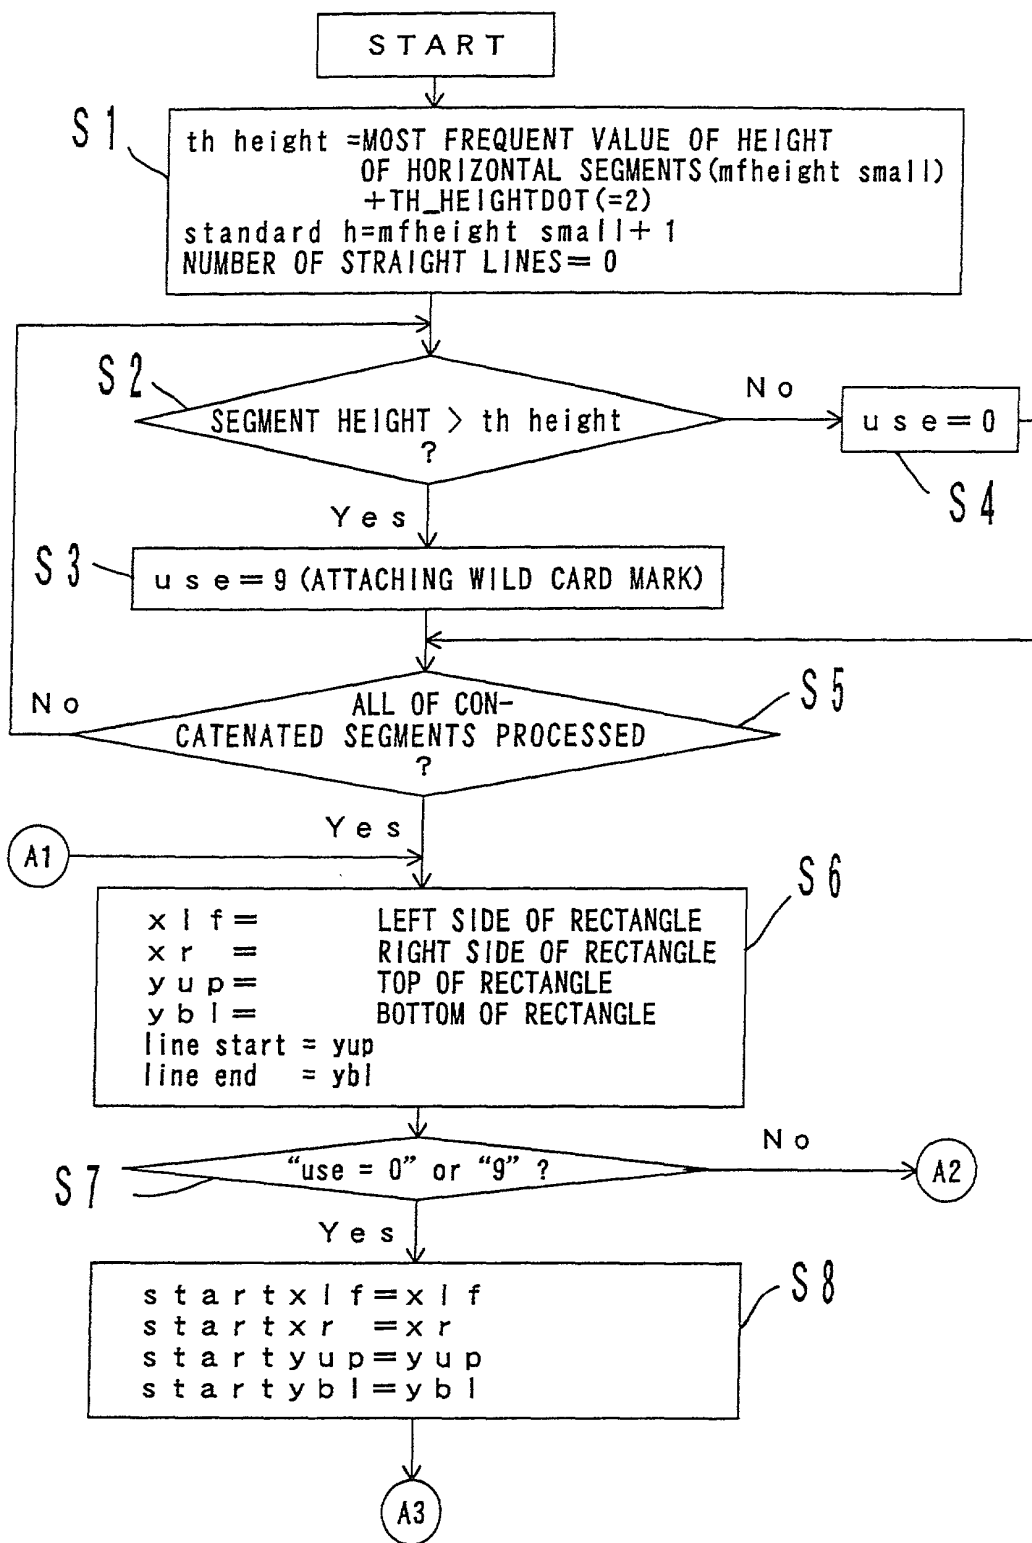 START
S1
th height =MOST FREQUENT VALUE OF HEIGHT
OF HORIZONTAL SEGMENTS(mfheight small)
+TH_HEIGHTDOT(=2)
standard h=mfheight small+1
NUMBER OF STRAIGHT LINES=0
S2
SEGMENT HEIGHT > th height
?
No
use=0
S4
Yes
S3
use=9(ATTACHING WILD CARD MARK)
No
ALL OF CON-
CATENATED SEGMENTS PROCESSED
?
S5
Yes
A1
S6
xlf= LEFT SIDE OF RECTANGLE
xr = RIGHT SIDE OF RECTANGLE
yup= TOP OF RECTANGLE
ybl= BOTTOM OF RECTANGLE
line start = yup
line end = ybl
S7
“use = 0” or “9” ?
No
A2
Yes
S8
startxlf=xlf
startxr =xr
startyup=yup
startybl=ybl
A3